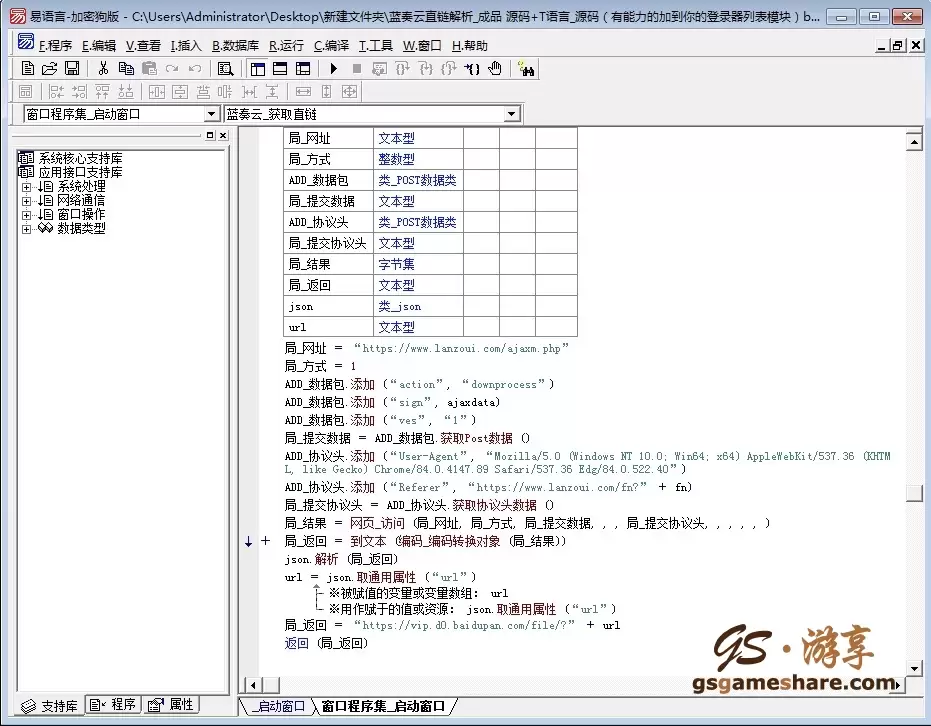 易语言-加密狗版 - C:\Users\Administrator\Desktop\新建文件夹\蓝奏云直链解析_成品 源码+T语言_源码（有能力的加到你的登录器列表模块）b...
F.程序 E.编辑 V.查看 I.插入 B.数据库 R.运行 C.编译 T.工具 W.窗口 H.帮助
窗口程序集_启动窗口 蓝奏云_获取直链
系统核心支持库
应用接口支持库
系统处理
网络通信
窗口操作
数据类型
局_网址 文本型
局_方式 整数型
ADD_数据包 类_POST数据类
局_提交数据 文本型
ADD_协议头 类_POST数据类
局_提交协议头 文本型
局_结果 字节集
局_返回 文本型
json 类_json
url 文本型
局_网址 = “https://www.lanzoui.com/ajaxm.php”
局_方式 = 1
ADD_数据包.添加 (“action”, “downprocess”)
ADD_数据包.添加 (“sign”, ajaxdata)
ADD_数据包.添加 (“ves”, “1”)
局_提交数据 = ADD_数据包.获取Post数据 ()
ADD_协议头.添加 (“User-Agent”, “Mozilla/5.0 (Windows NT 10.0; Win64; x64) AppleWebKit/537.36 (KHTM
L, like Gecko) Chrome/84.0.4147.89 Safari/537.36 Edg/84.0.522.40”)
ADD_协议头.添加 (“Referer”, “https://www.lanzoui.com/fn?” + fn)
局_提交协议头 = ADD_协议头.获取协议头数据 ()
局_结果 = 网页_访问 (局_网址, 局_方式, 局_提交数据, , , 局_提交协议头, , , , , )
局_返回 = 到文本 (编码_编码转换对象 (局_结果))
json.解析 (局_返回)
url = json.取通用属性 (“url”)
※被赋值的变量或变量数组: url
※用作赋于的值或资源: json.取通用属性 (“url”)
局_返回 = “https://vip.d0.baidupan.com/file/?” + url
返回 (局_返回)
支持库 程序 属性
_启动窗口 窗口程序集_启动窗口
GS·游享
gsgameshare.com